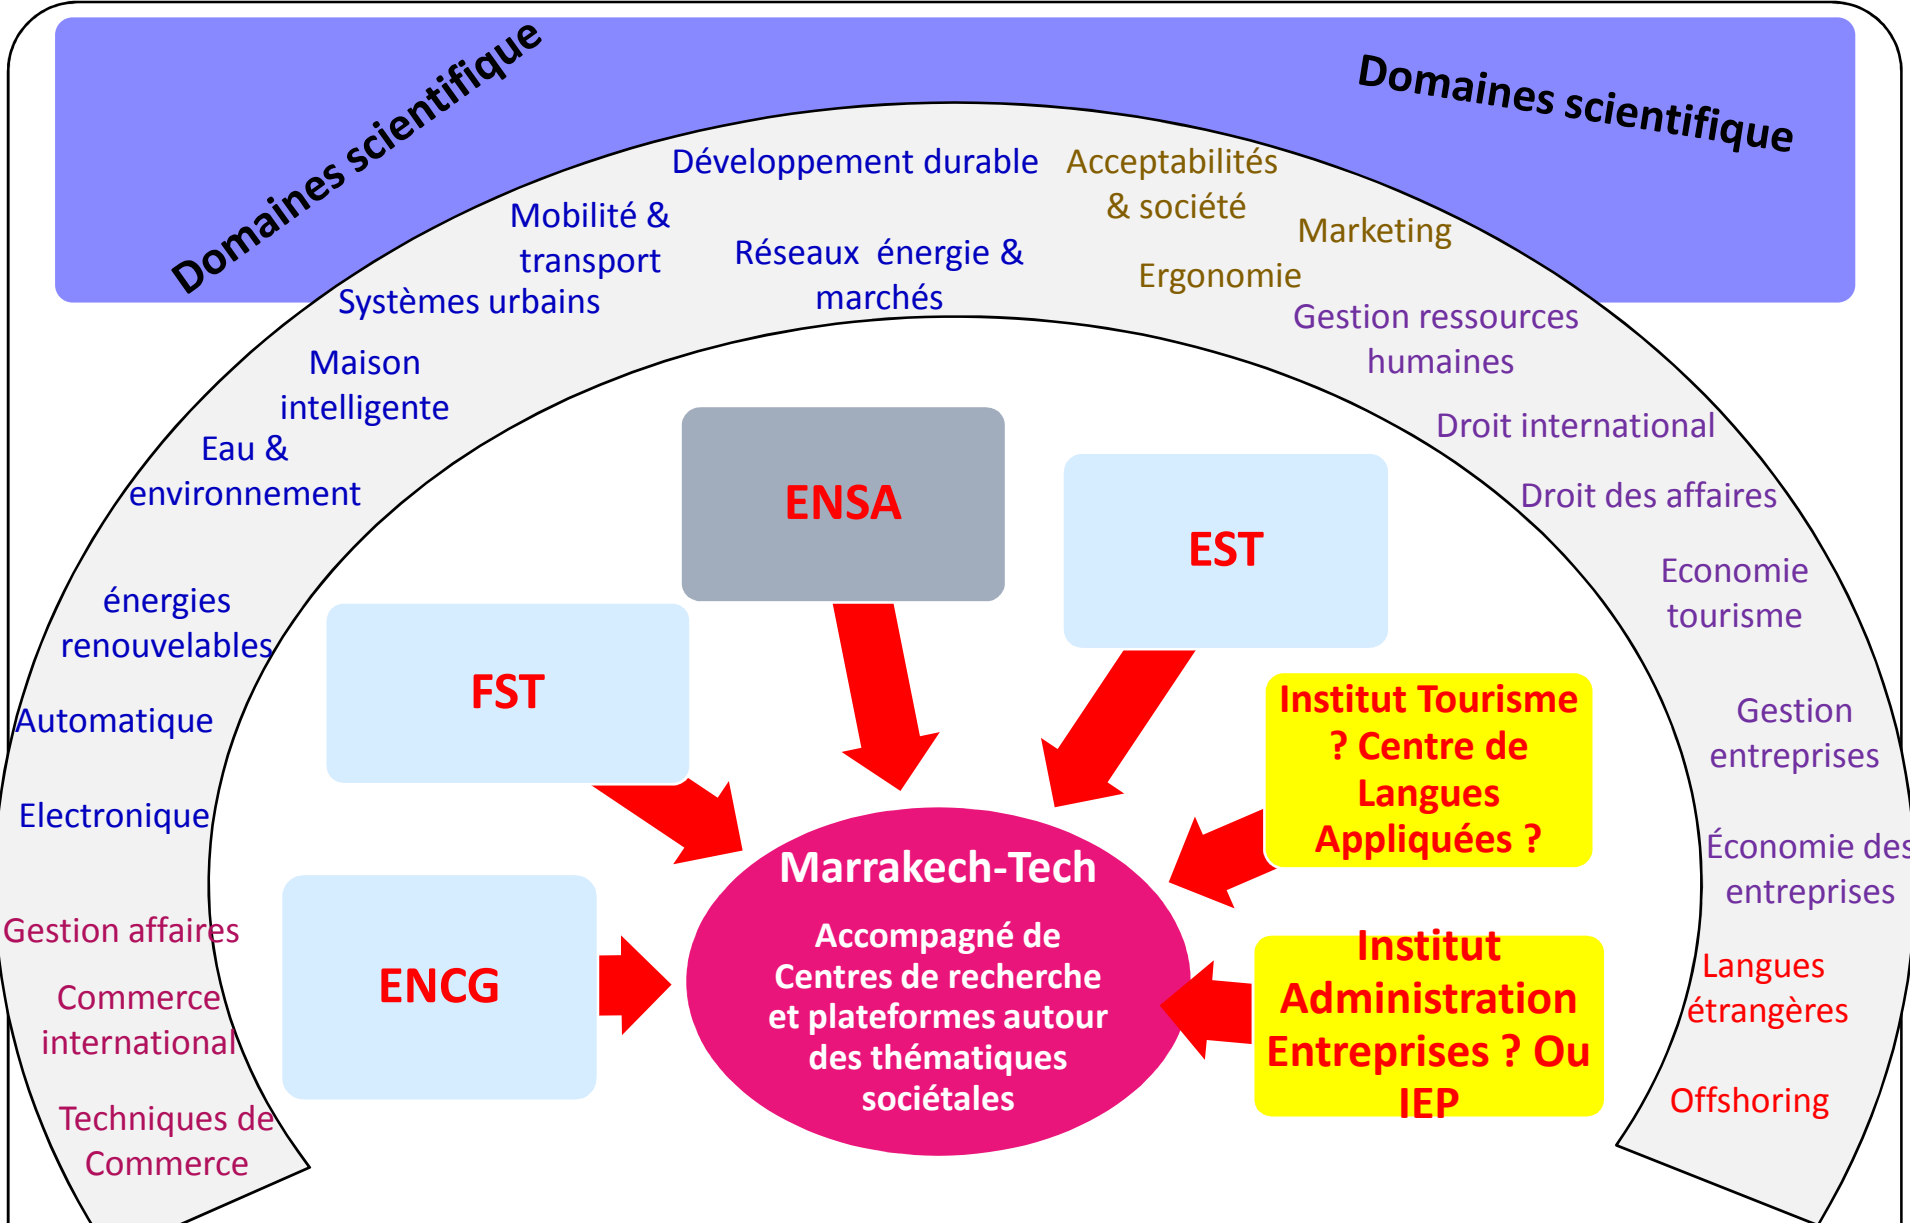 Domaines scientifique
Domaines scientifique
Développement durable
Acceptabilités
& société
Mobilité &
transport
Marketing
Réseaux  énergie &
marchés
Ergonomie
Systèmes urbains
Gestion ressources
humaines
Maison
intelligente
Droit international
Eau &
environnement
Droit des affaires
énergies
renouvelables
Economie
tourisme
Automatique
Gestion
entreprises
Electronique
Économie des
entreprises
Gestion affaires
Langues
étrangères
Commerce
international
Offshoring
Techniques de
Commerce
ENSA
EST
FST
Institut Tourisme
? Centre de
Langues
Appliquées ?
ENCG
Institut
Administration
Entreprises ? Ou
IEP
Marrakech-Tech
Accompagné de
Centres de recherche
et plateformes autour
des thématiques
sociétales